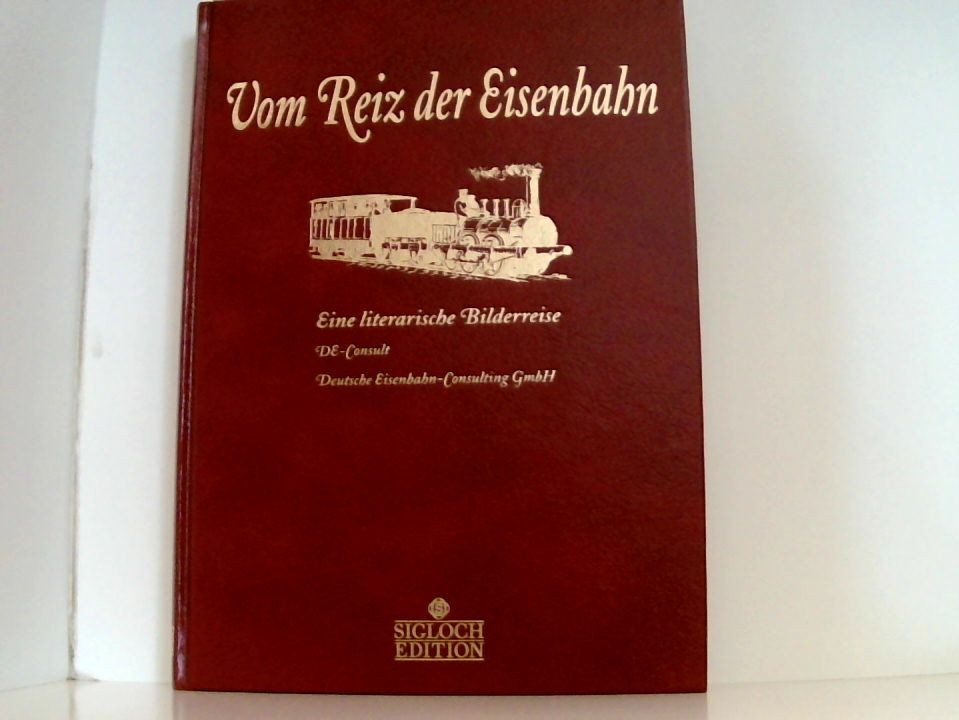 Vom Reiz der Eisenbahn
Eine literarische Bilderreise
DE-Consult
Deutsche Eisenbahn-Consulting GmbH
SIGLOCH
EDITION